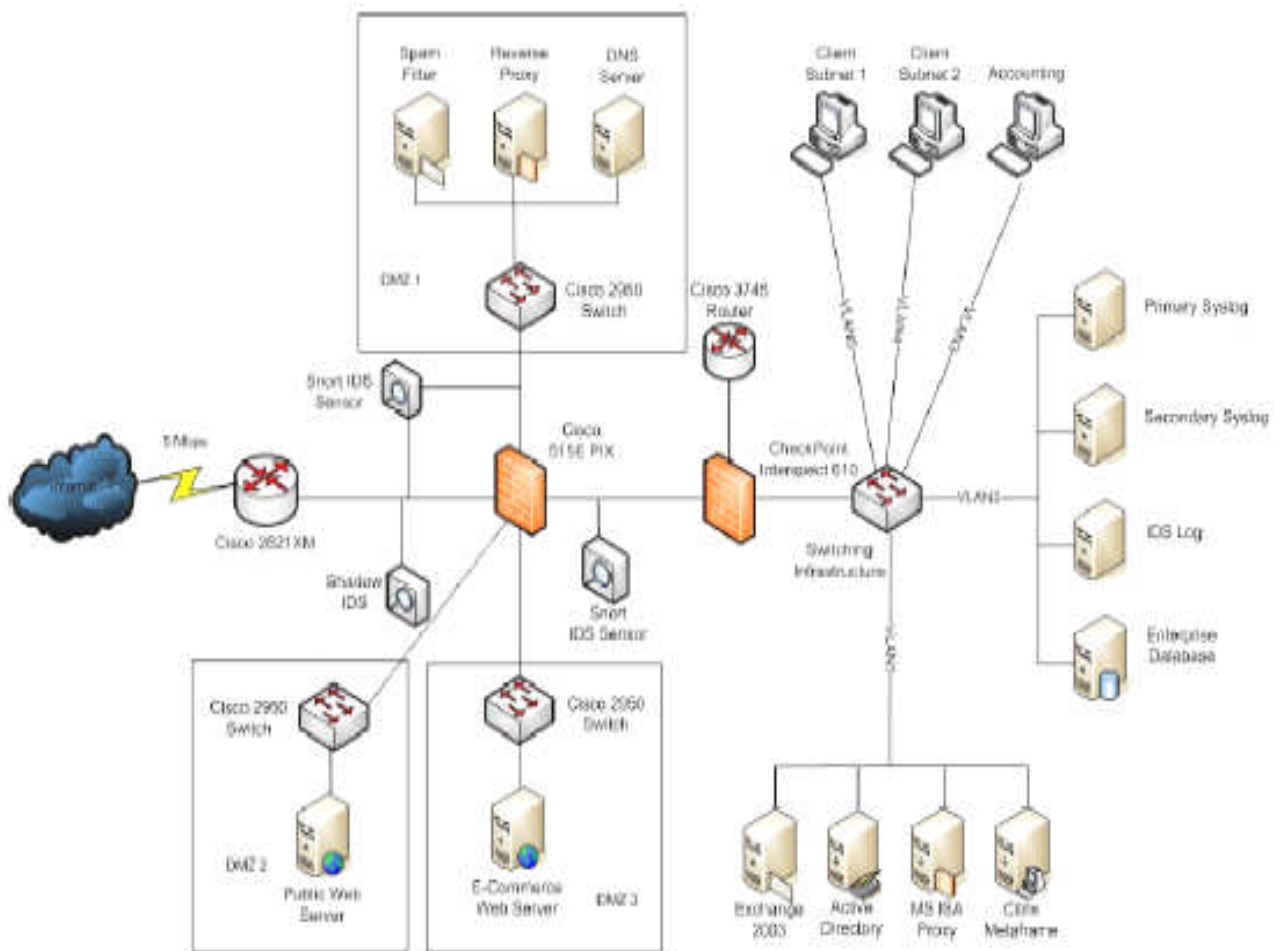 Spam
Filter
Reverse
Proxy
DNS
Server
Client
Subnet 1
Client
Subnet 2
Accounting
DMZ 1
Cisco 2950
Switch
Cisco 3745
Router
Primary Syslog
Snort IDS
Sensor
Secondary Syslog
5 Mbps
Cisco
515E PIX
CheckPoint
Interspect 610
Internet
Cisco 2621XM
Switching
Infrastructure
IDS Log
Shadow
IDS
Snort
IDS Sensor
Enterprise
Database
Cisco 2950
Switch
Cisco 2950
Switch
DMZ 2
Public Web
Server
E-Commerce
Web Server
DMZ 3
Exchange
2003
Active
Directory
MS ISA
Proxy
Citrix
Metaframe